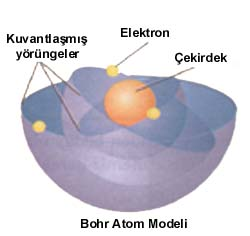 Elektron
Kuvantlaşmış
yörüngeler
Çekirdek
Bohr Atom Modeli